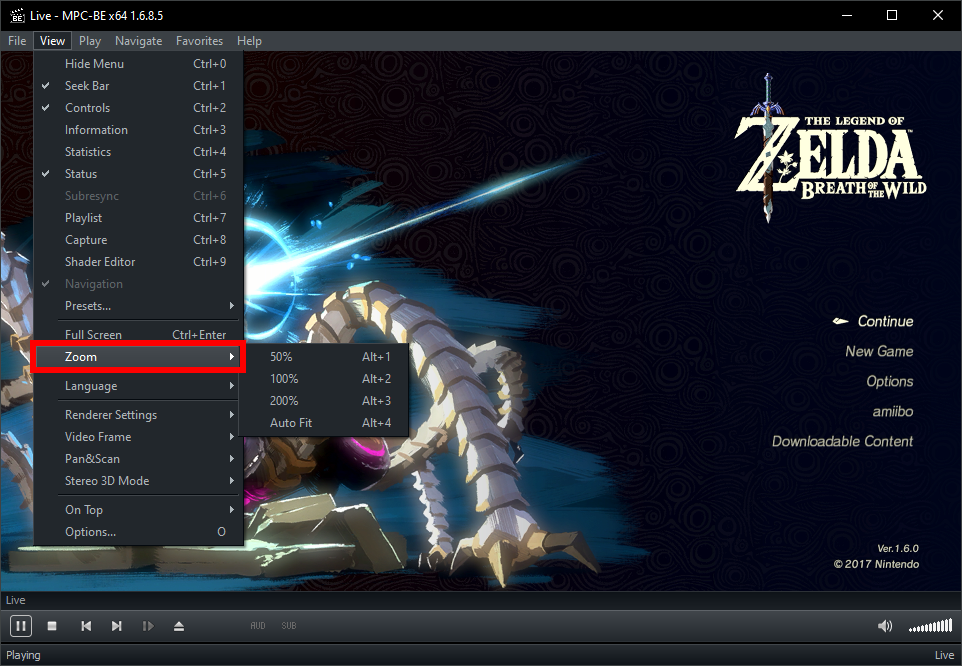 Live - MPC-BE x64 1.6.8.5
File View Play Navigate Favorites Help
Hide Menu Ctrl+0
Seek Bar Ctrl+1
Controls Ctrl+2
Information Ctrl+3
Statistics Ctrl+4
Status Ctrl+5
Subresync Ctrl+6
Playlist Ctrl+7
Capture Ctrl+8
Shader Editor Ctrl+9
Navigation
Presets...
Full Screen Ctrl+Enter
Zoom
Language
Renderer Settings
Video Frame
Pan&Scan
Stereo 3D Mode
On Top
Options... O
50% Alt+1
100% Alt+2
200% Alt+3
Auto Fit Alt+4
THE LEGEND OF
ZELDA™
BREATH OF THE WILD
Continue
New Game
Options
amiibo
Downloadable Content
Ver.1.6.0
© 2017 Nintendo
Live
AUD SUB
Playing Live